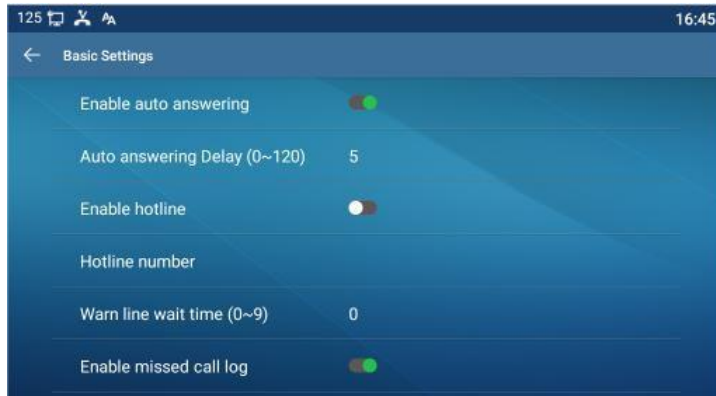 125 AA 16:45
Basic Settings
Enable auto answering
Auto answering Delay (0~120) 5
Enable hotline
Hotline number
Warn line wait time (0~9) 0
Enable missed call log